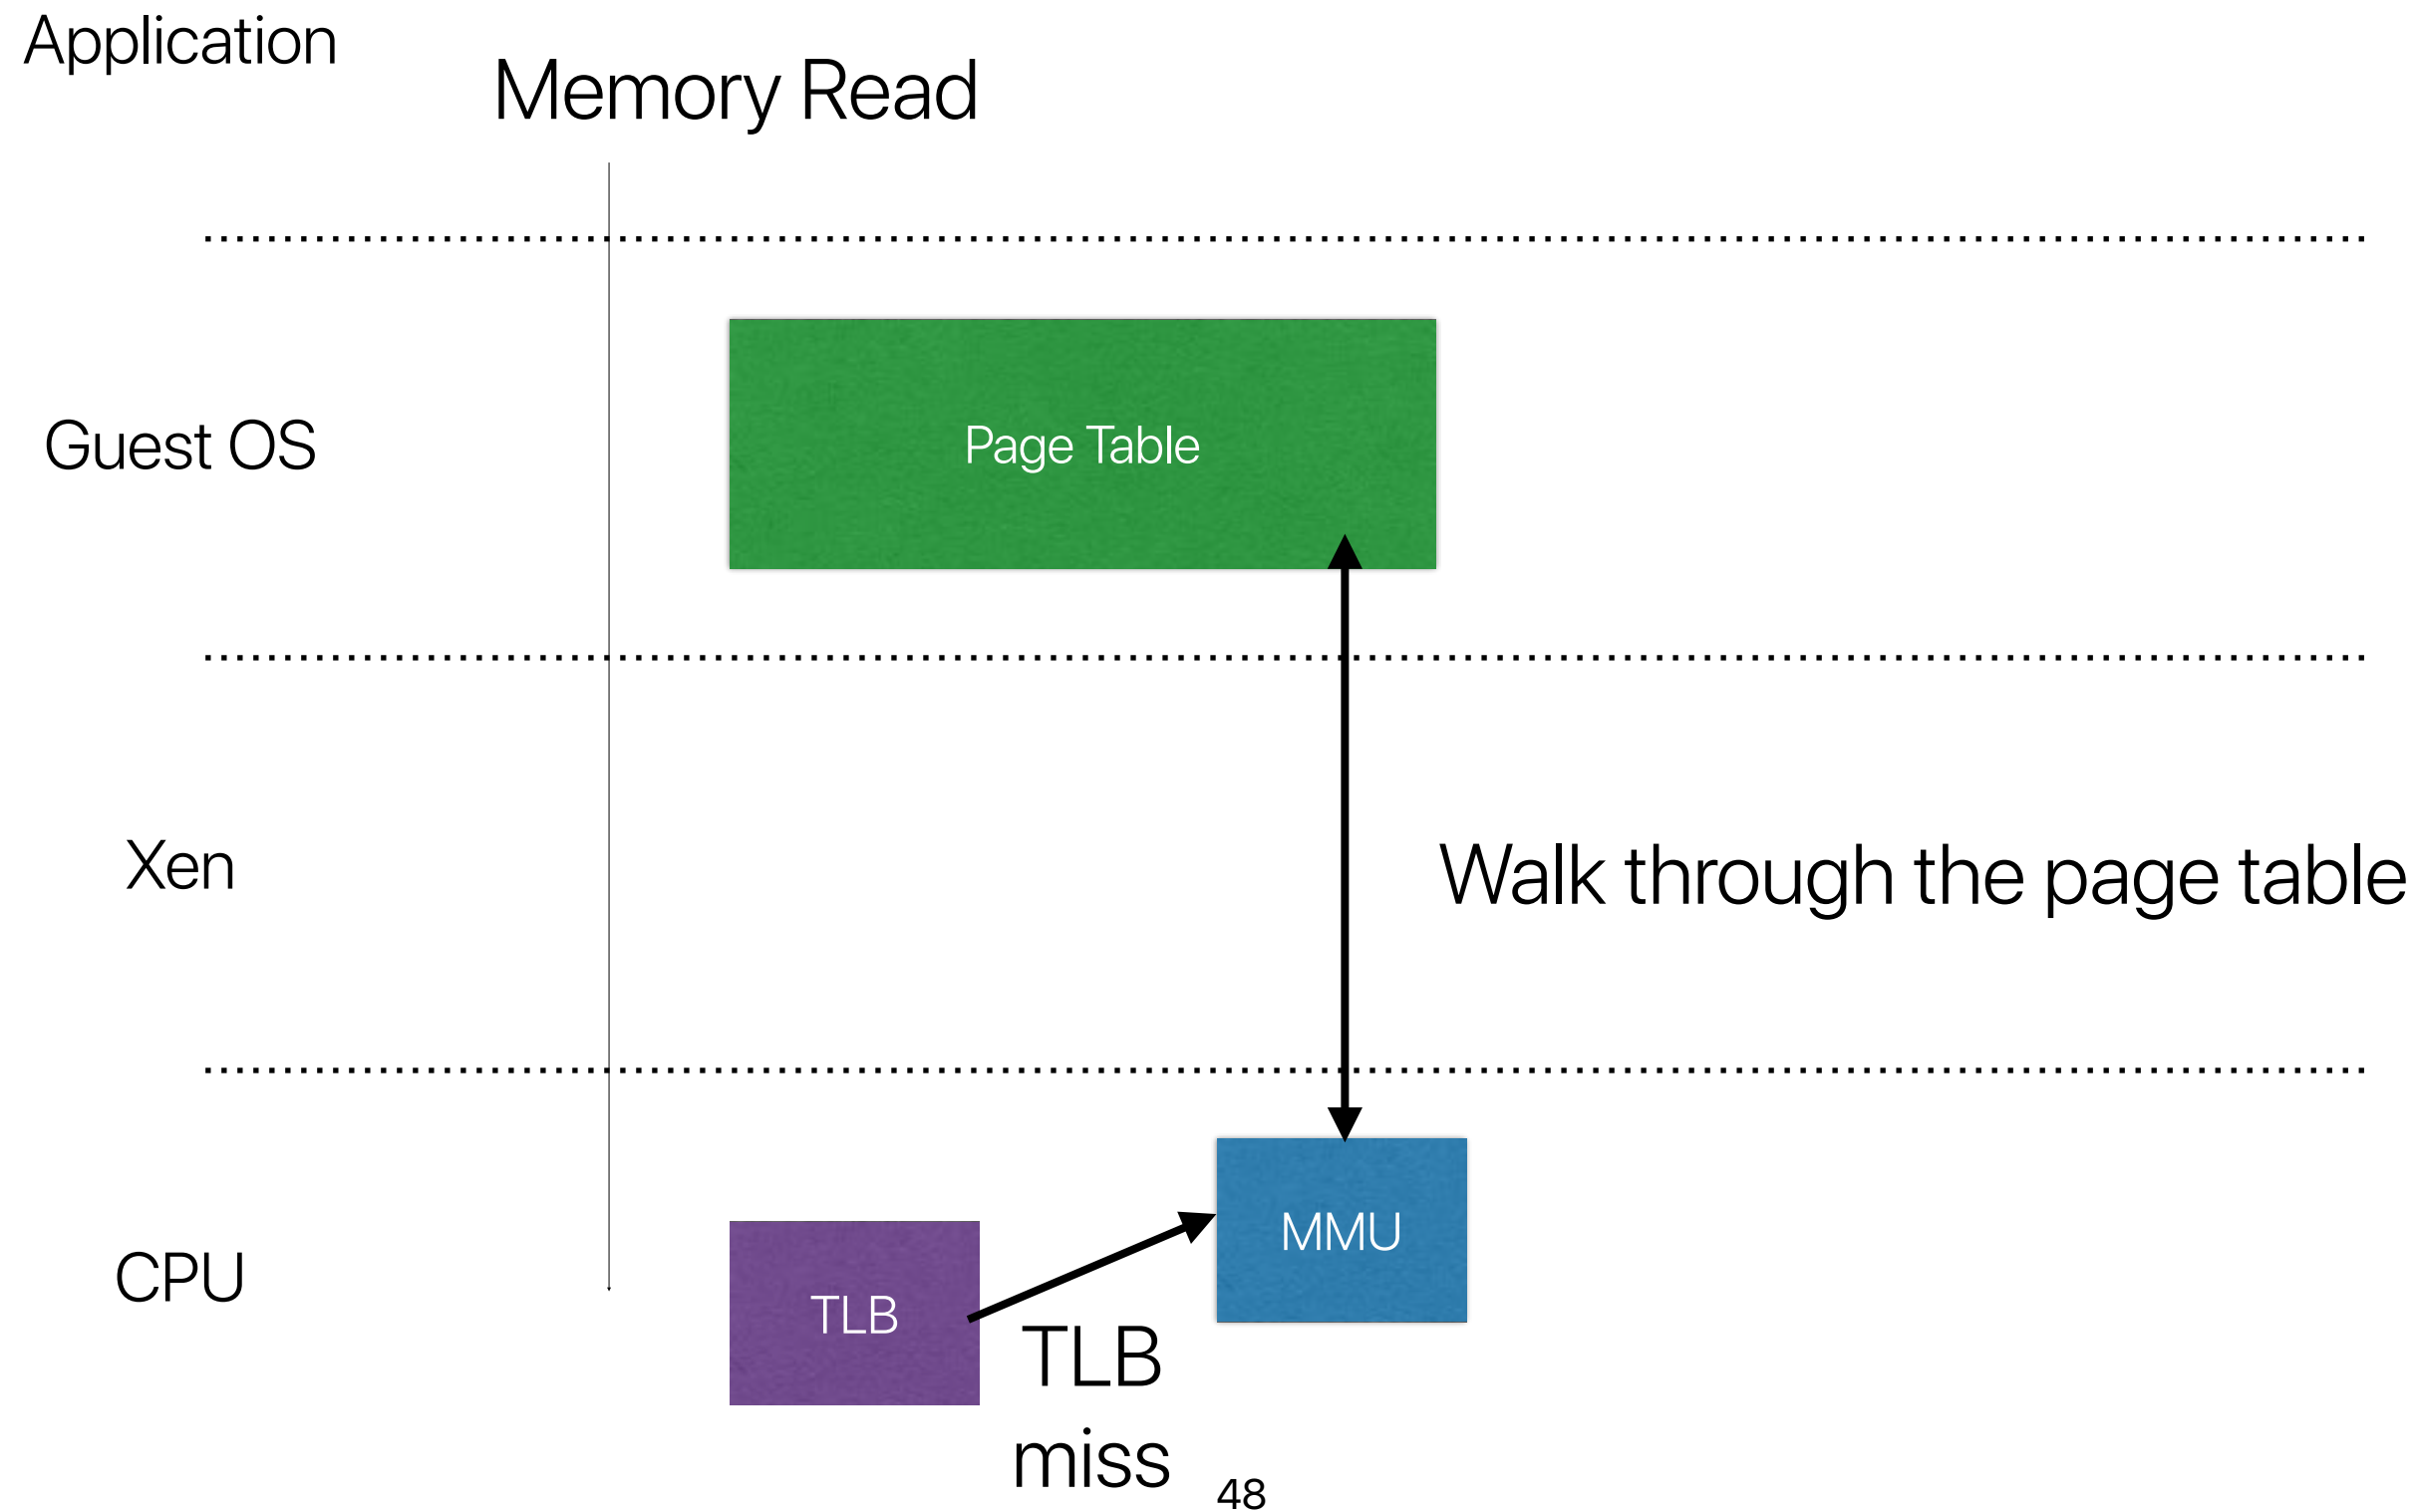 Application
Memory Read
Guest OS
Page Table
Xen
Walk through the page table
CPU
TLB
MMU
TLB
miss
48